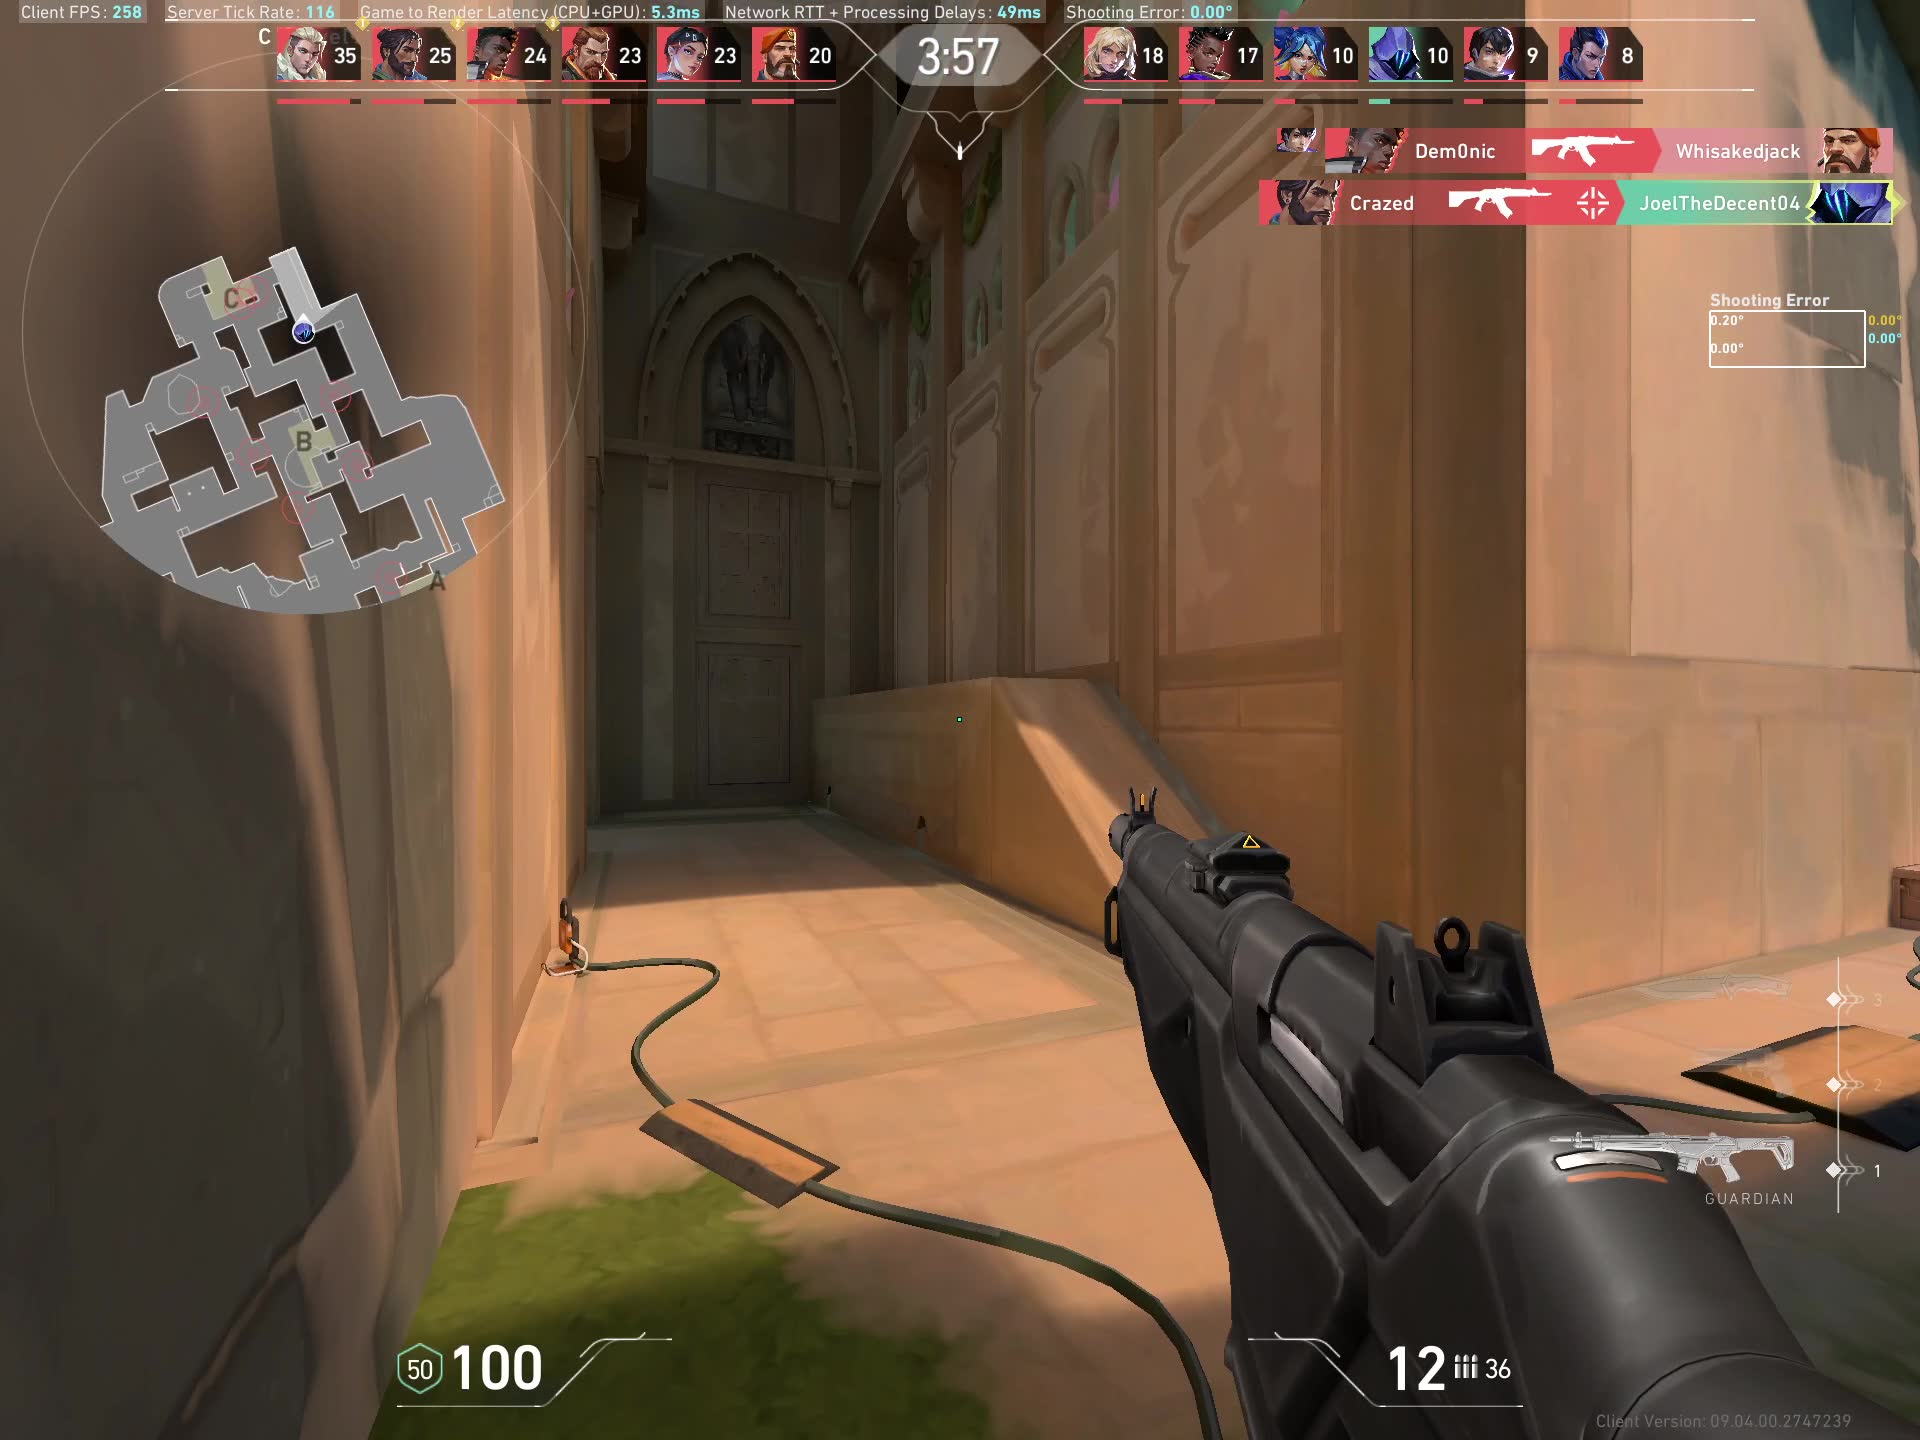 Client FPS: 258 Server Tick Rate: 116 Game to Render Latency (CPU+GPU): 5.3ms Network RTT + Processing Delays: 49ms Shooting Error: 0.00°
35 25 24 23 23 20 3:57 18 17 10 10 9 8
Dem0nic Whisakedjack
Crazed JoelTheDecent04
Shooting Error
0.20° 0.00°
0.00°
0.00°
C
B
A
3
2
1
GUARDIAN
50 100
12 36
Client Version: 09.04.00.2747239